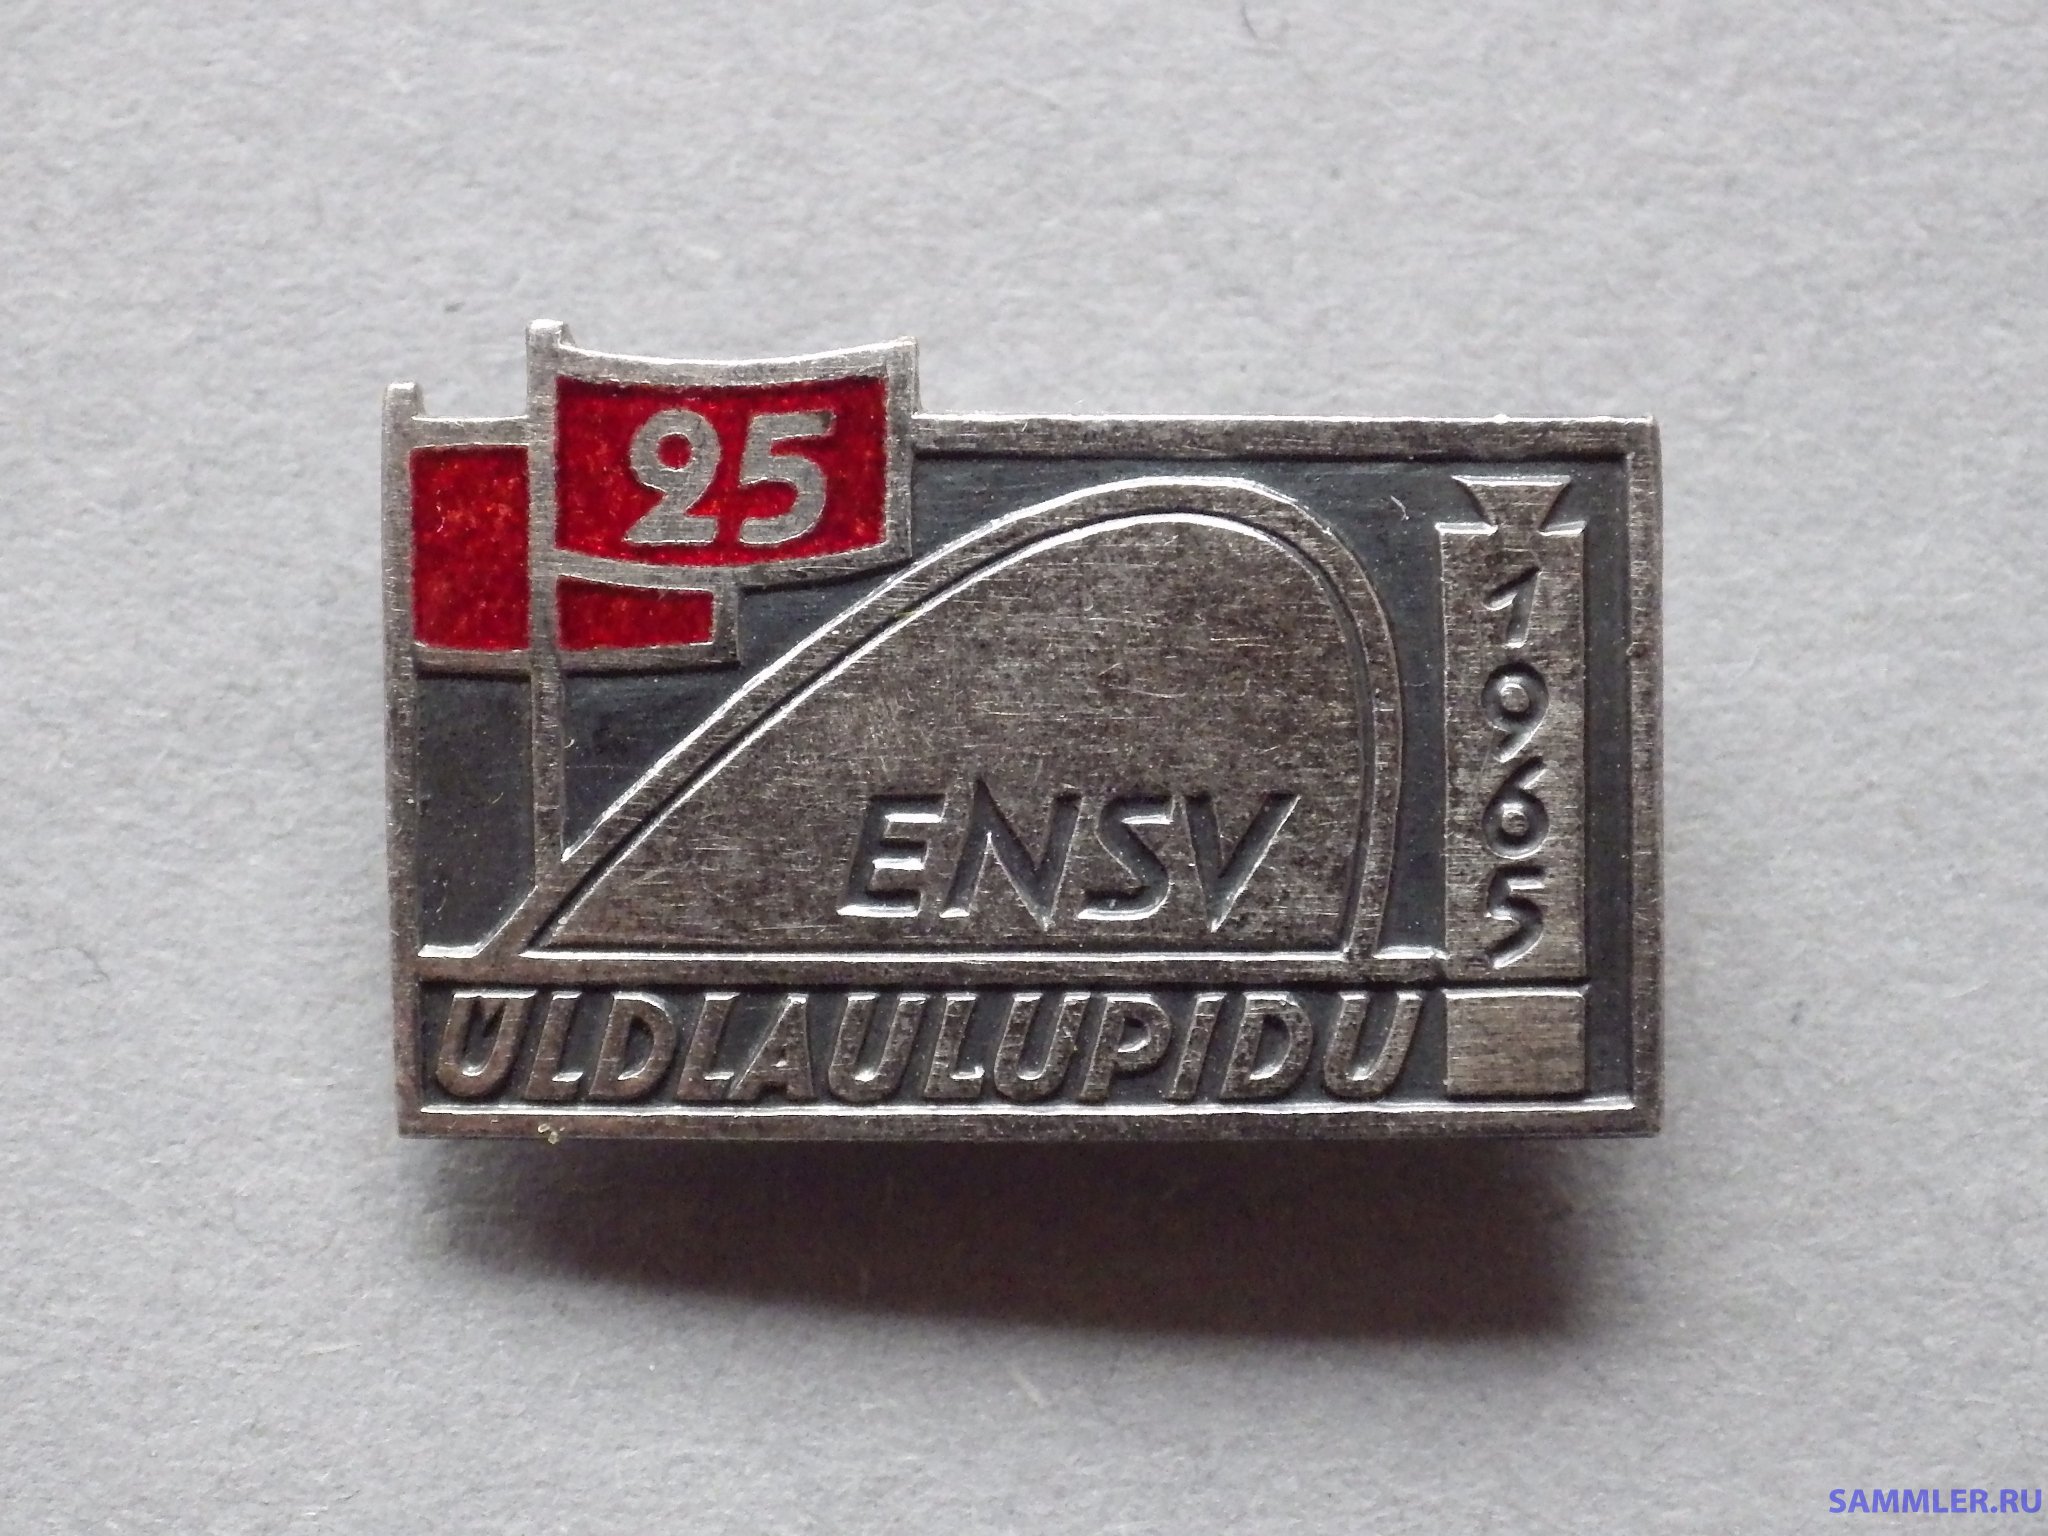 25
ENSV
1965
ÜLDLAULUPIDU
SAMMLER.RU